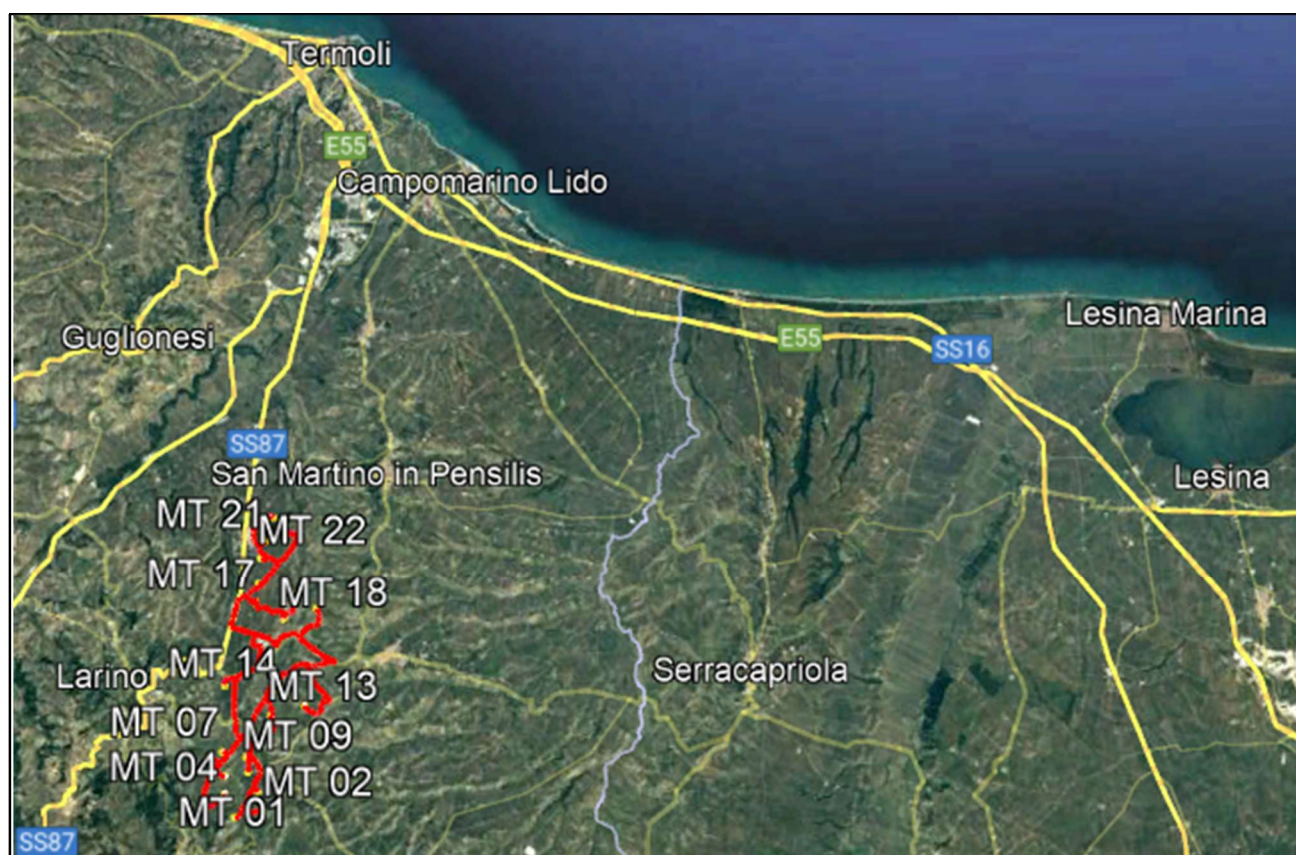 Termoli
E55
Campomarino Lido
Lesina Marina
Guglionesi
E55
SS16
SS87
San Martino in Pensilis
Lesina
MT 21
MT 22
MT 17
MT 18
Larino
MT 14
Serracapriola
MT 13
MT 07
MT 09
MT 04
MT 02
MT 01
SS87